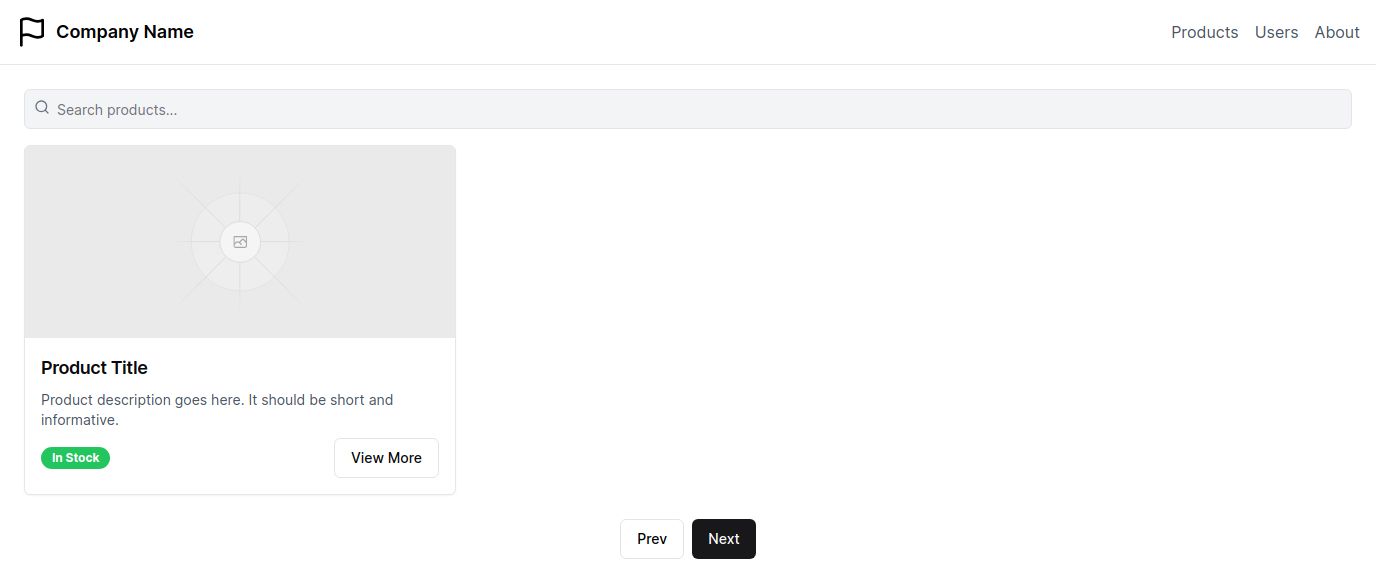 Company Name
Products Users About
Search products...
Product Title
Product description goes here. It should be short and
informative.
In Stock
View More
Prev Next